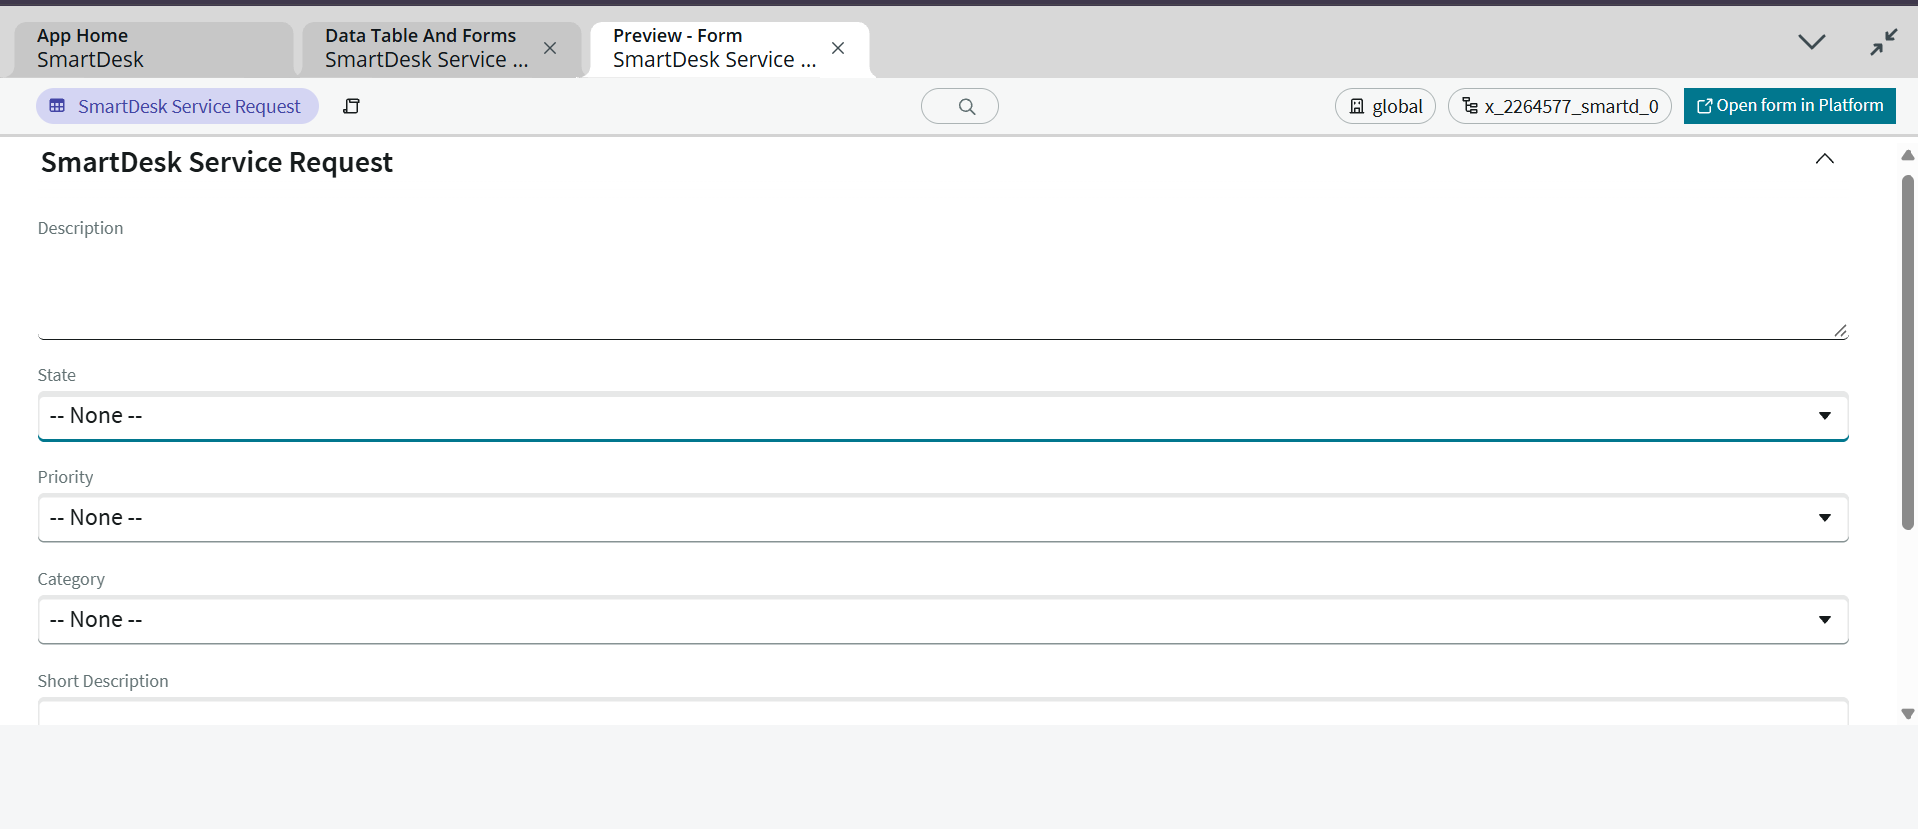 App Home
SmartDesk
Data Table And Forms
SmartDesk Service ...
Preview - Form
SmartDesk Service ...
SmartDesk Service Request
global
x_2264577_smartd_0
Open form in Platform
SmartDesk Service Request
Description
State
-- None --
Priority
-- None --
Category
-- None --
Short Description